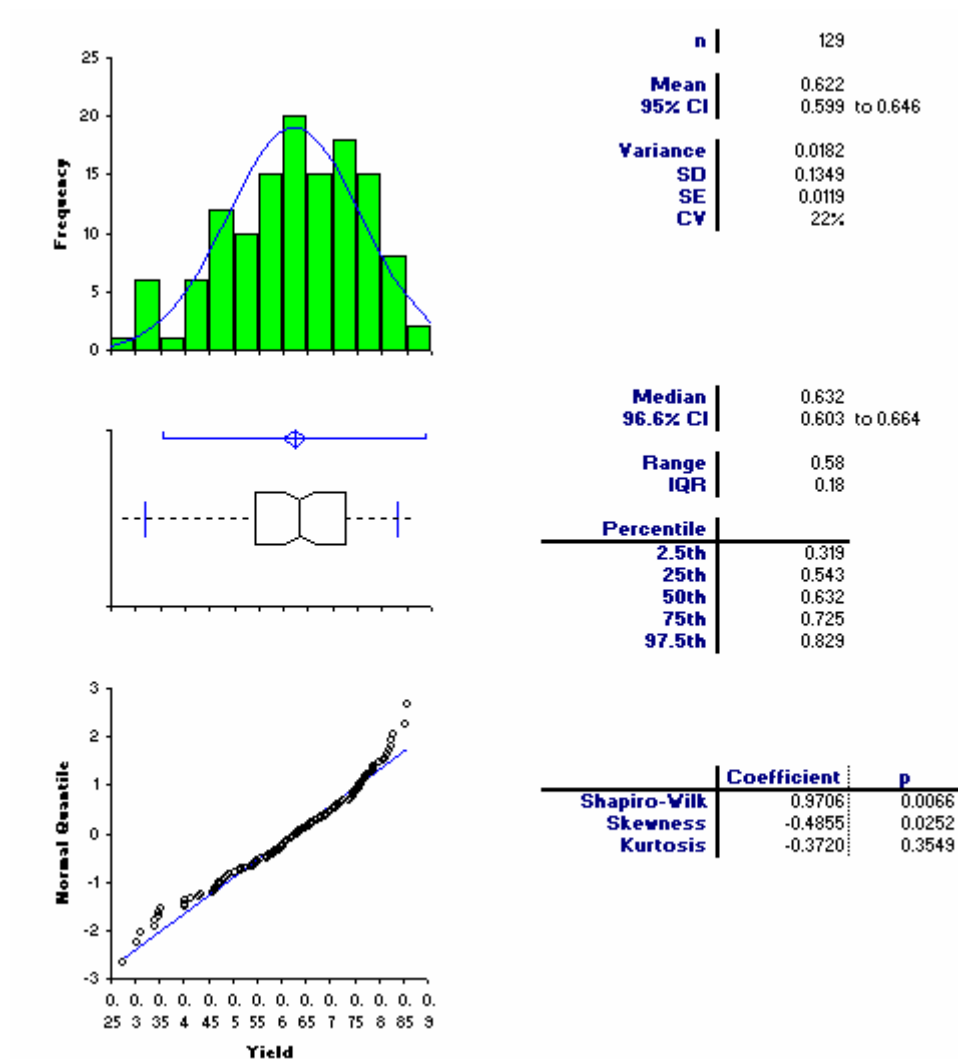 n 129
Mean 0.622
95% CI 0.599 to 0.646
Variance 0.0182
SD 0.1349
SE 0.0119
CV 22%
25
20
15
10
5
0
Frequency
Median 0.632
96.6% CI 0.603 to 0.664
Range 0.58
IQR 0.18
Percentile
2.5th 0.319
25th 0.543
50th 0.632
75th 0.725
97.5th 0.829
3
2
1
0
-1
-2
-3
Normal Quantile
Coefficient p
Shapiro-Wilk 0.9706 0.0066
Skewness -0.4855 0.0252
Kurtosis -0.3720 0.3549
0. 0. 0. 0. 0. 0. 0. 0. 0. 0. 0. 0. 0. 0.
25 3 35 4 45 5 55 6 65 7 75 8 85 9
Yield